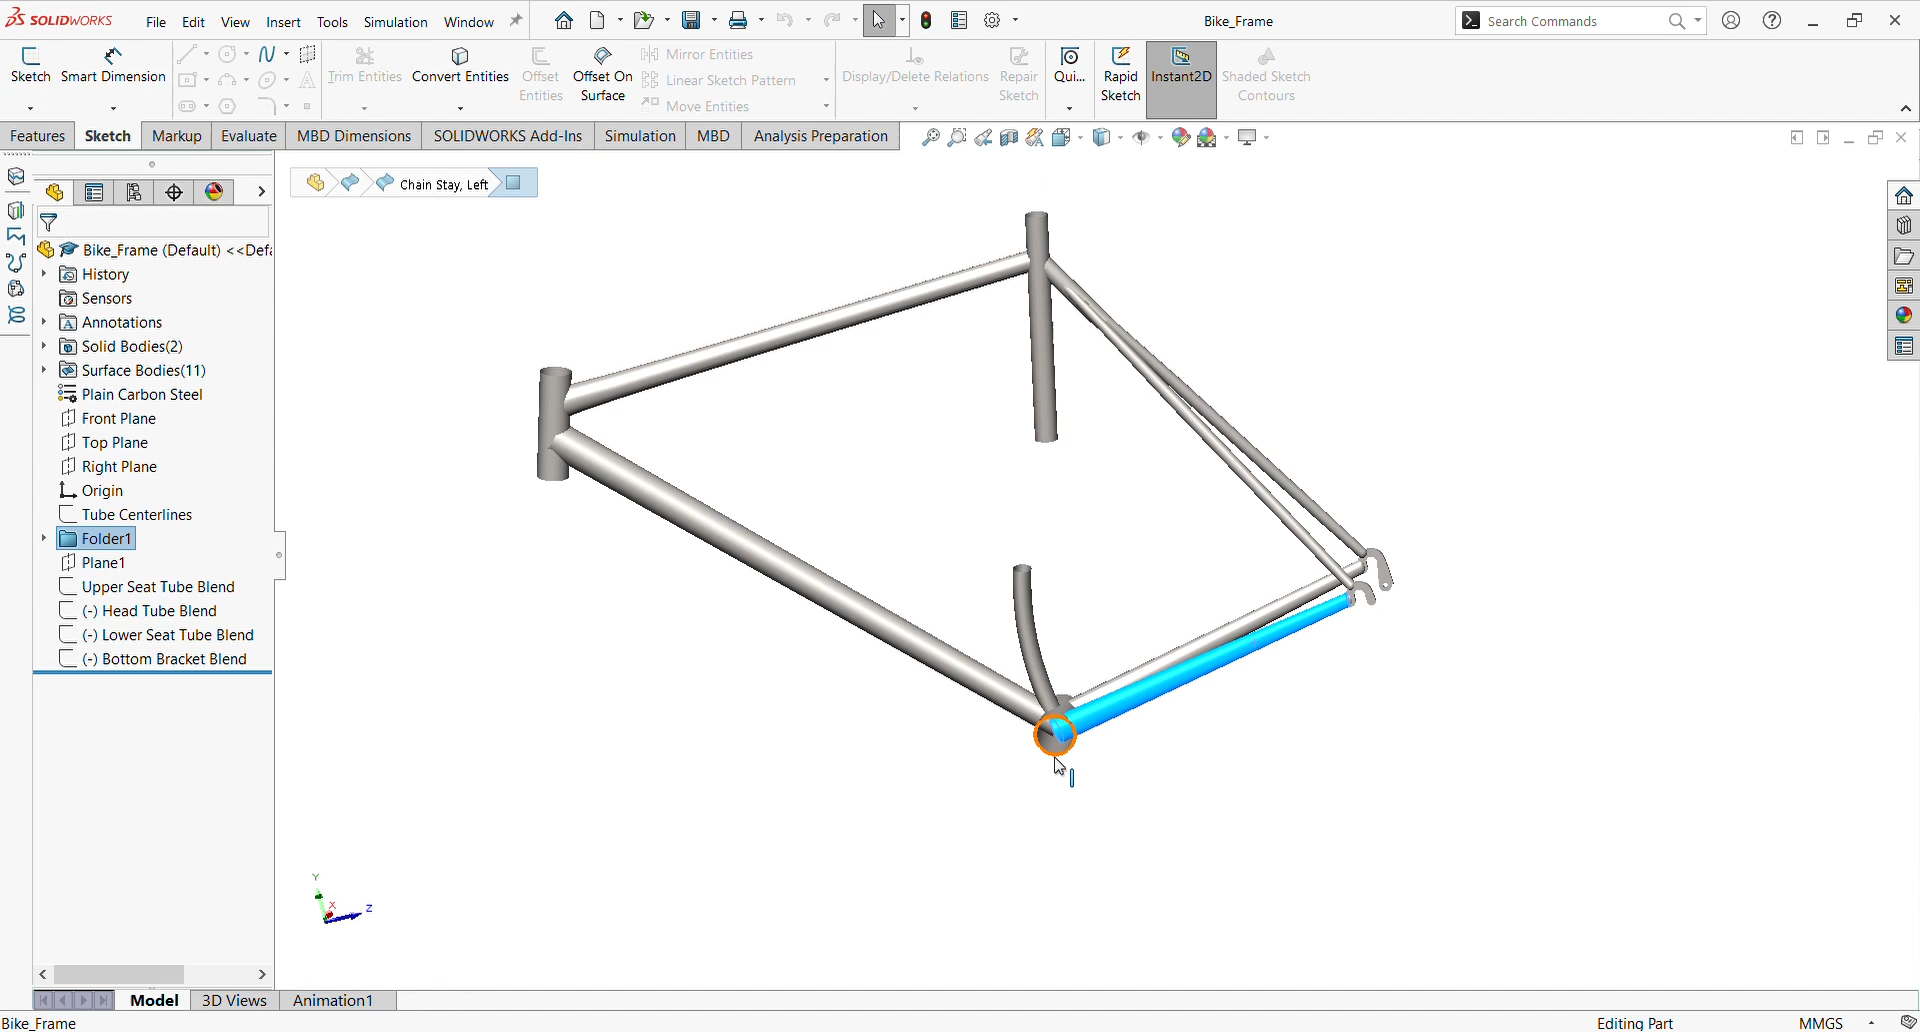 SOLIDWORKS File Edit View Insert Tools Simulation Window Bike_Frame Search Commands
Sketch Smart Dimension Trim Entities Convert Entities Offset Entities Offset On Surface Mirror Entities Linear Sketch Pattern Move Entities Display/Delete Relations Repair Sketch Qui... Rapid Sketch Instant2D Shaded Sketch Contours
Features Sketch Markup Evaluate MBD Dimensions SOLIDWORKS Add-Ins Simulation MBD Analysis Preparation
Chain Stay, Left
Bike_Frame (Default) <<Defa
History
Sensors
Annotations
Solid Bodies(2)
Surface Bodies(11)
Plain Carbon Steel
Front Plane
Top Plane
Right Plane
Origin
Tube Centerlines
Folder1
Plane1
Upper Seat Tube Blend
(-) Head Tube Blend
(-) Lower Seat Tube Blend
(-) Bottom Bracket Blend
Y
X
Z
Model 3D Views Animation1
Bike_Frame Editing Part MMGS